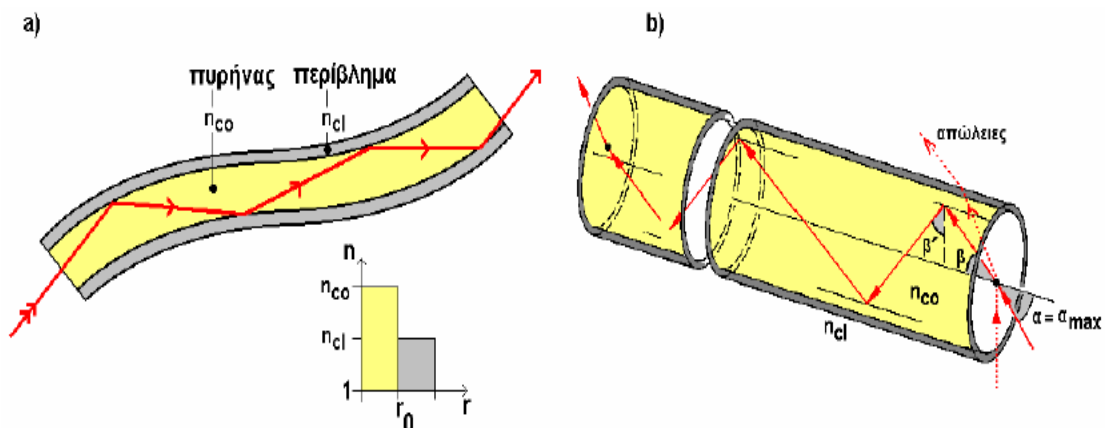 a)
πυρήνας
περίβλημα
nco
ncl
n
nco
ncl
1
r0
r
b)
απώλειες
β´
β
nco
ncl
α = αmax